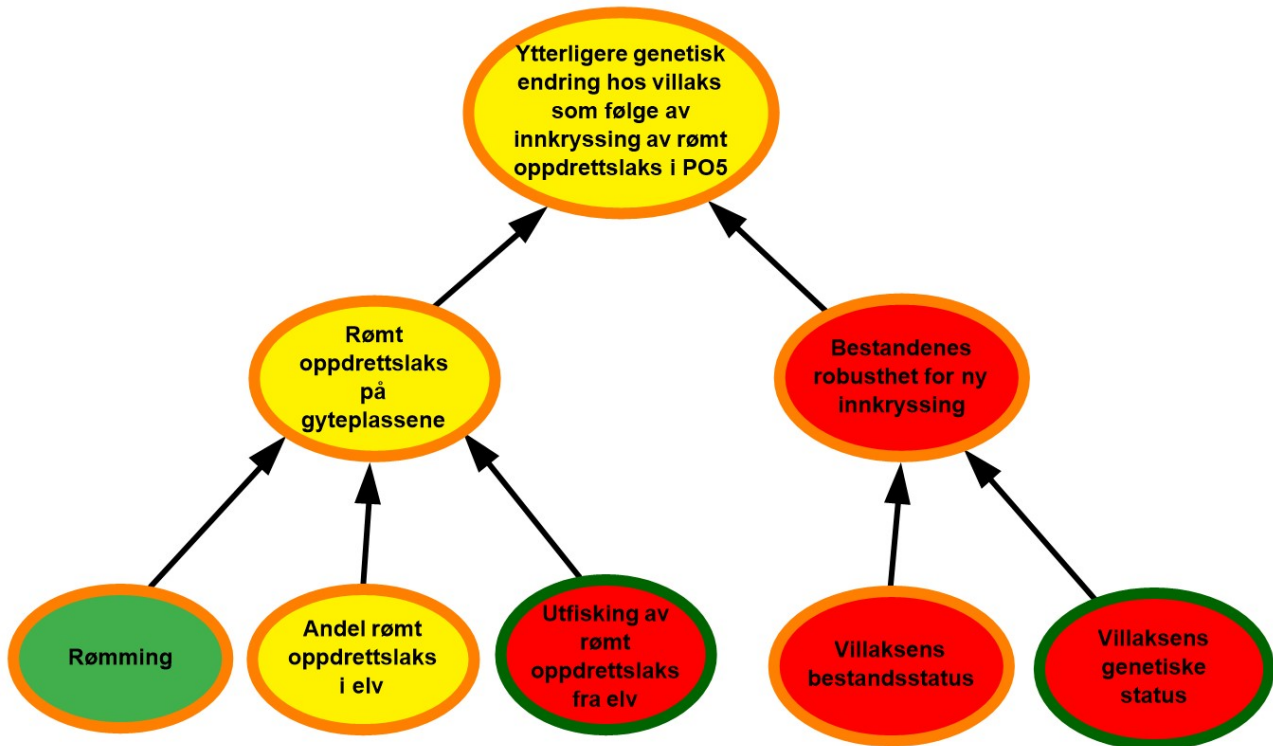 Ytterligere genetisk
endring hos villaks
som følge av
innkryssing av rømt
oppdrettslaks i PO5
Rømt
oppdrettslaks
på
gyteplassene
Bestandenes
robusthet for ny
innkryssing
Rømming
Andel rømt
oppdrettslaks
i elv
Utfisking av
rømt
oppdrettslaks
fra elv
Villaksens
bestandsstatus
Villaksens
genetiske
status